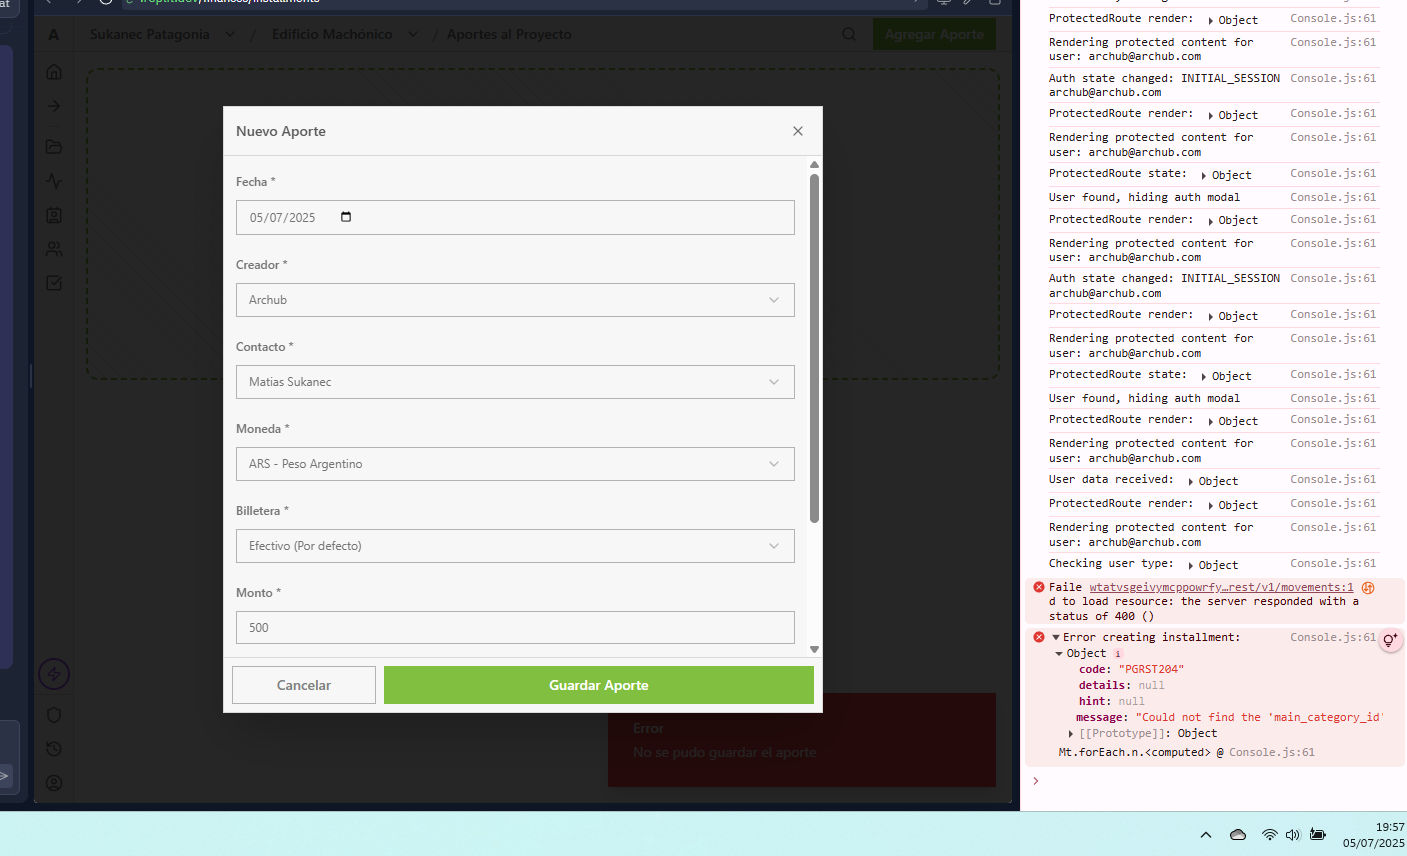 at
Sukanec Patagonia / Edificio Machónico / Aportes al Proyecto
Agregar Aporte
A
Nuevo Aporte
Fecha *
05/07/2025
Creador *
Archub
Contacto *
Matias Sukanec
Moneda *
ARS - Peso Argentino
Billetera *
Efectivo (Por defecto)
Monto *
500
Cancelar
Guardar Aporte
Error
No se pudo guardar el aporte
ProtectedRoute render: Object Console.js:61
Rendering protected content for Console.js:61
user: archub@archub.com
Auth state changed: INITIAL_SESSION Console.js:61
archub@archub.com
ProtectedRoute render: Object Console.js:61
Rendering protected content for Console.js:61
user: archub@archub.com
ProtectedRoute state: Object Console.js:61
User found, hiding auth modal Console.js:61
ProtectedRoute render: Object Console.js:61
Rendering protected content for Console.js:61
user: archub@archub.com
Auth state changed: INITIAL_SESSION Console.js:61
archub@archub.com
ProtectedRoute render: Object Console.js:61
Rendering protected content for Console.js:61
user: archub@archub.com
ProtectedRoute state: Object Console.js:61
User found, hiding auth modal Console.js:61
ProtectedRoute render: Object Console.js:61
Rendering protected content for Console.js:61
user: archub@archub.com
User data received: Object Console.js:61
ProtectedRoute render: Object Console.js:61
Rendering protected content for Console.js:61
user: archub@archub.com
Checking user type: Object Console.js:61
Faile wtatvsgeivymcppowrfy…rest/v1/movements:1
d to load resource: the server responded with a
status of 400 ()
Error creating installment: Console.js:61
Object i
code: "PGRST204"
details: null
hint: null
message: "Could not find the 'main_category_id'
[[Prototype]]: Object
Mt.forEach.n.<computed> @ Console.js:61
19:57
05/07/2025